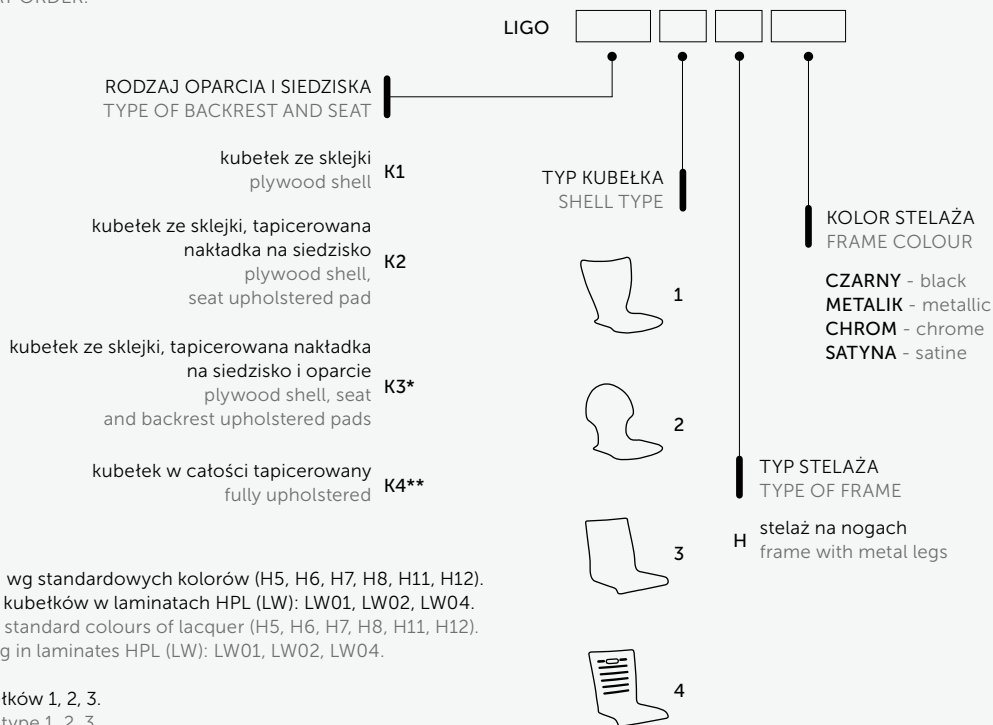 ORDER.
LIGO
RODZAJ OPARCIA I SIEDZISKA
TYPE OF BACKREST AND SEAT
kubełek ze sklejki
plywood shell
K1
kubełek ze sklejki, tapicerowana
nakładka na siedzisko
plywood shell,
seat upholstered pad
K2
kubełek ze sklejki, tapicerowana nakładka
na siedzisko i oparcie
plywood shell, seat
and backrest upholstered pads
K3*
kubełek w całości tapicerowany
fully upholstered
K4**
TYP KUBEŁKA
SHELL TYPE
1
2
3
4
KOLOR STELAŻA
FRAME COLOUR
CZARNY - black
METALIK - metallic
CHROM - chrome
SATYNA - satine
TYP STELAŻA
TYPE OF FRAME
H
stelaż na nogach
frame with metal legs
wg standardowych kolorów (H5, H6, H7, H8, H11, H12).
kubełków w laminatach HPL (LW): LW01, LW02, LW04.
standard colours of lacquer (H5, H6, H7, H8, H11, H12).
in laminates HPL (LW): LW01, LW02, LW04.
1, 2, 3.
type 1, 2, 3